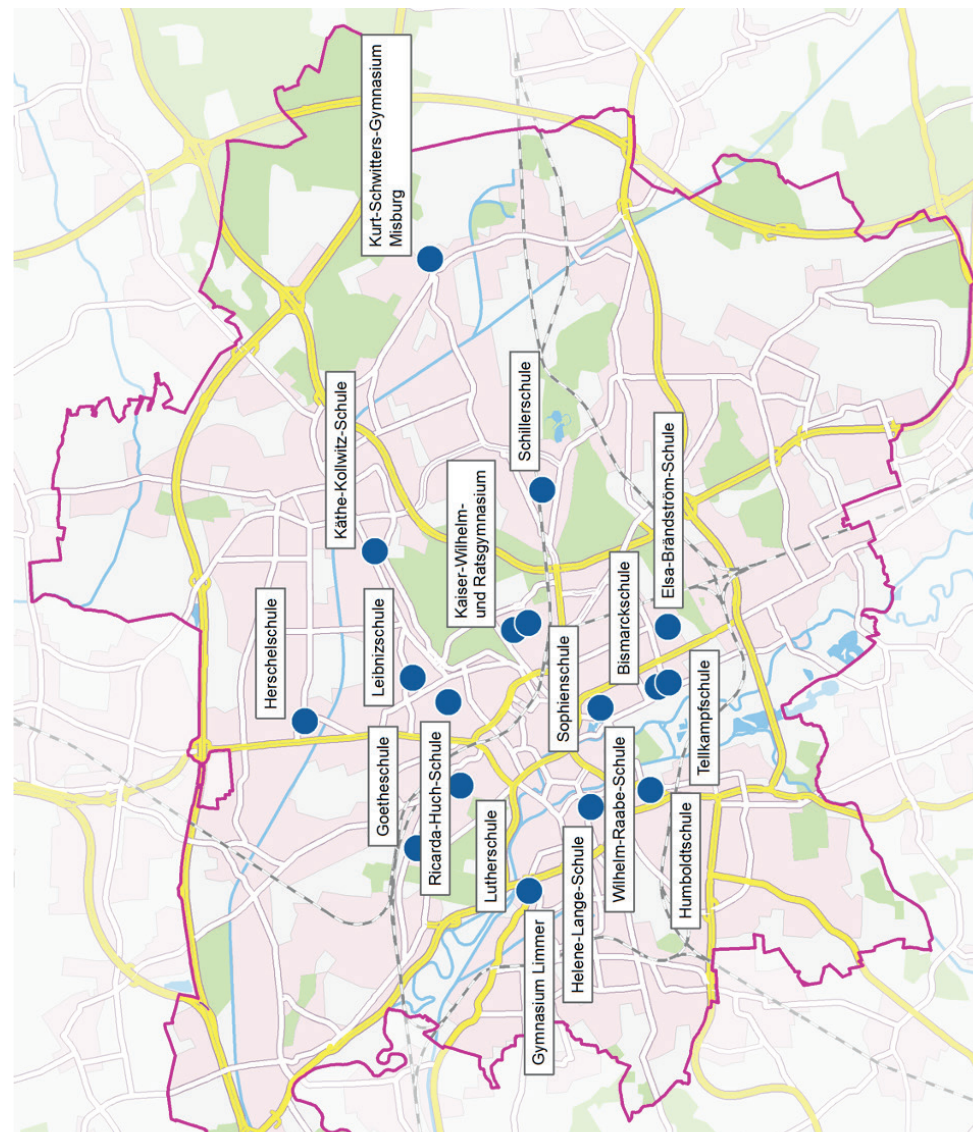 Kurt-Schwitters-Gymnasium
Misburg
Käthe-Kollwitz-Schule
Schillerschule
Herschelschule
Leibnizschule
Kaiser-Wilhelm-
und Ratsgymnasium
Sophienschule
Bismarckschule
Elsa-Brändström-Schule
Goetheschule
Ricarda-Huch-Schule
Lutherschule
Tellkampfschule
Gymnasium Limmer
Helene-Lange-Schule
Wilhelm-Raabe-Schule
Humboldtschule